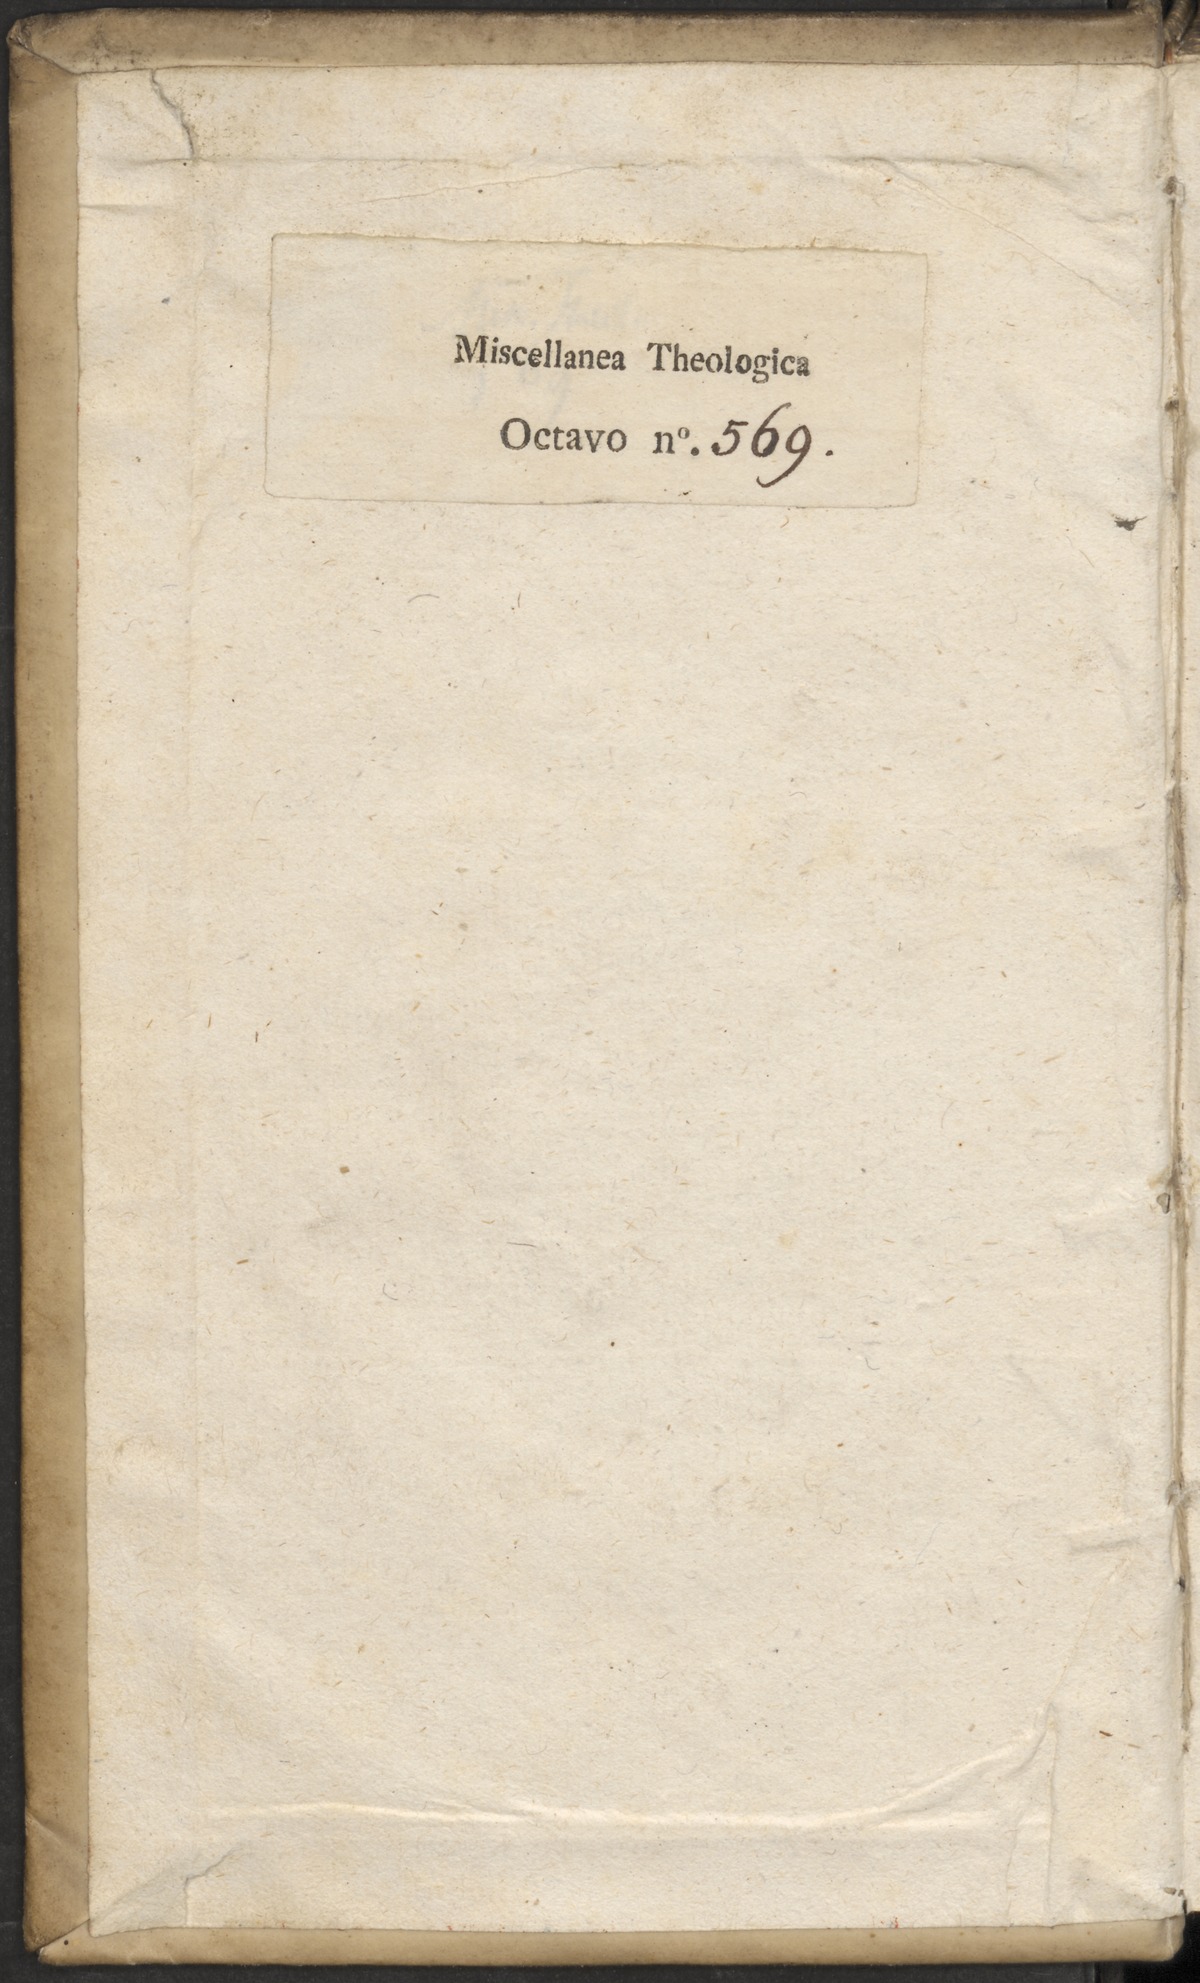 Miscellanea Theologica
Octavo nº. 569.